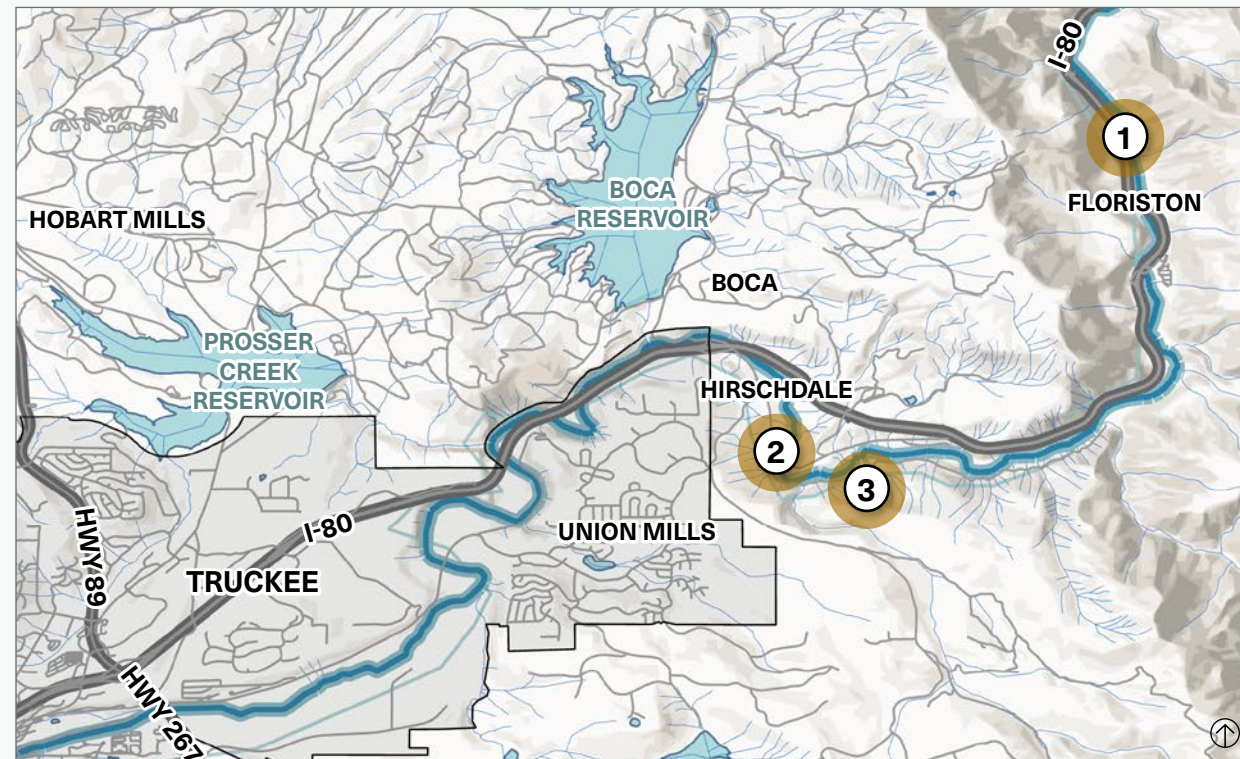 I-80
1
FLORISTON
BOCA
RESERVOIR
HOBART MILLS
BOCA
PROSSER
CREEK
RESERVOIR
HIRSCHDALE
2
3
UNION MILLS
I-80
HWY 89
TRUCKEE
HWY 267